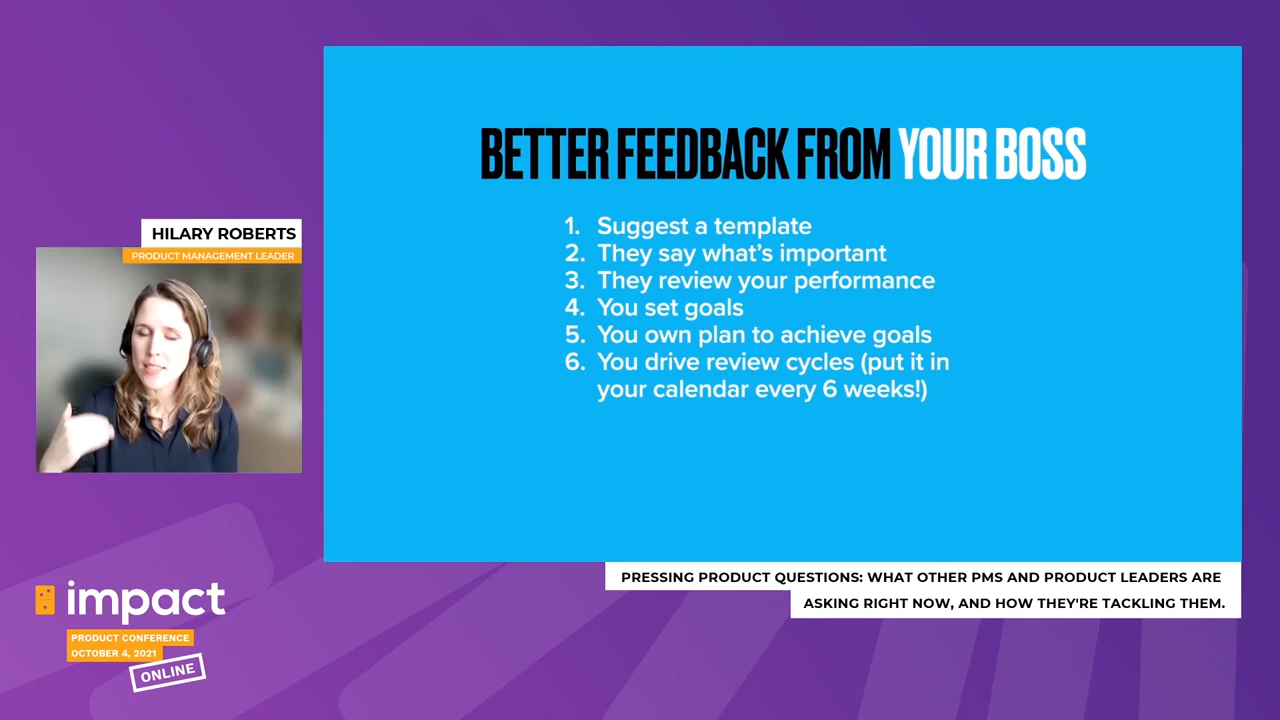 BETTER FEEDBACK FROM YOUR BOSS
1. Suggest a template
2. They say what's important
3. They review your performance
4. You set goals
5. You own plan to achieve goals
6. You drive review cycles (put it in
your calendar every 6 weeks!)
HILARY ROBERTS
PRODUCT MANAGEMENT LEADER
PRESSING PRODUCT QUESTIONS: WHAT OTHER PMS AND PRODUCT LEADERS ARE
ASKING RIGHT NOW, AND HOW THEY'RE TACKLING THEM.
impact
PRODUCT CONFERENCE
OCTOBER 4, 2021
ONLINE